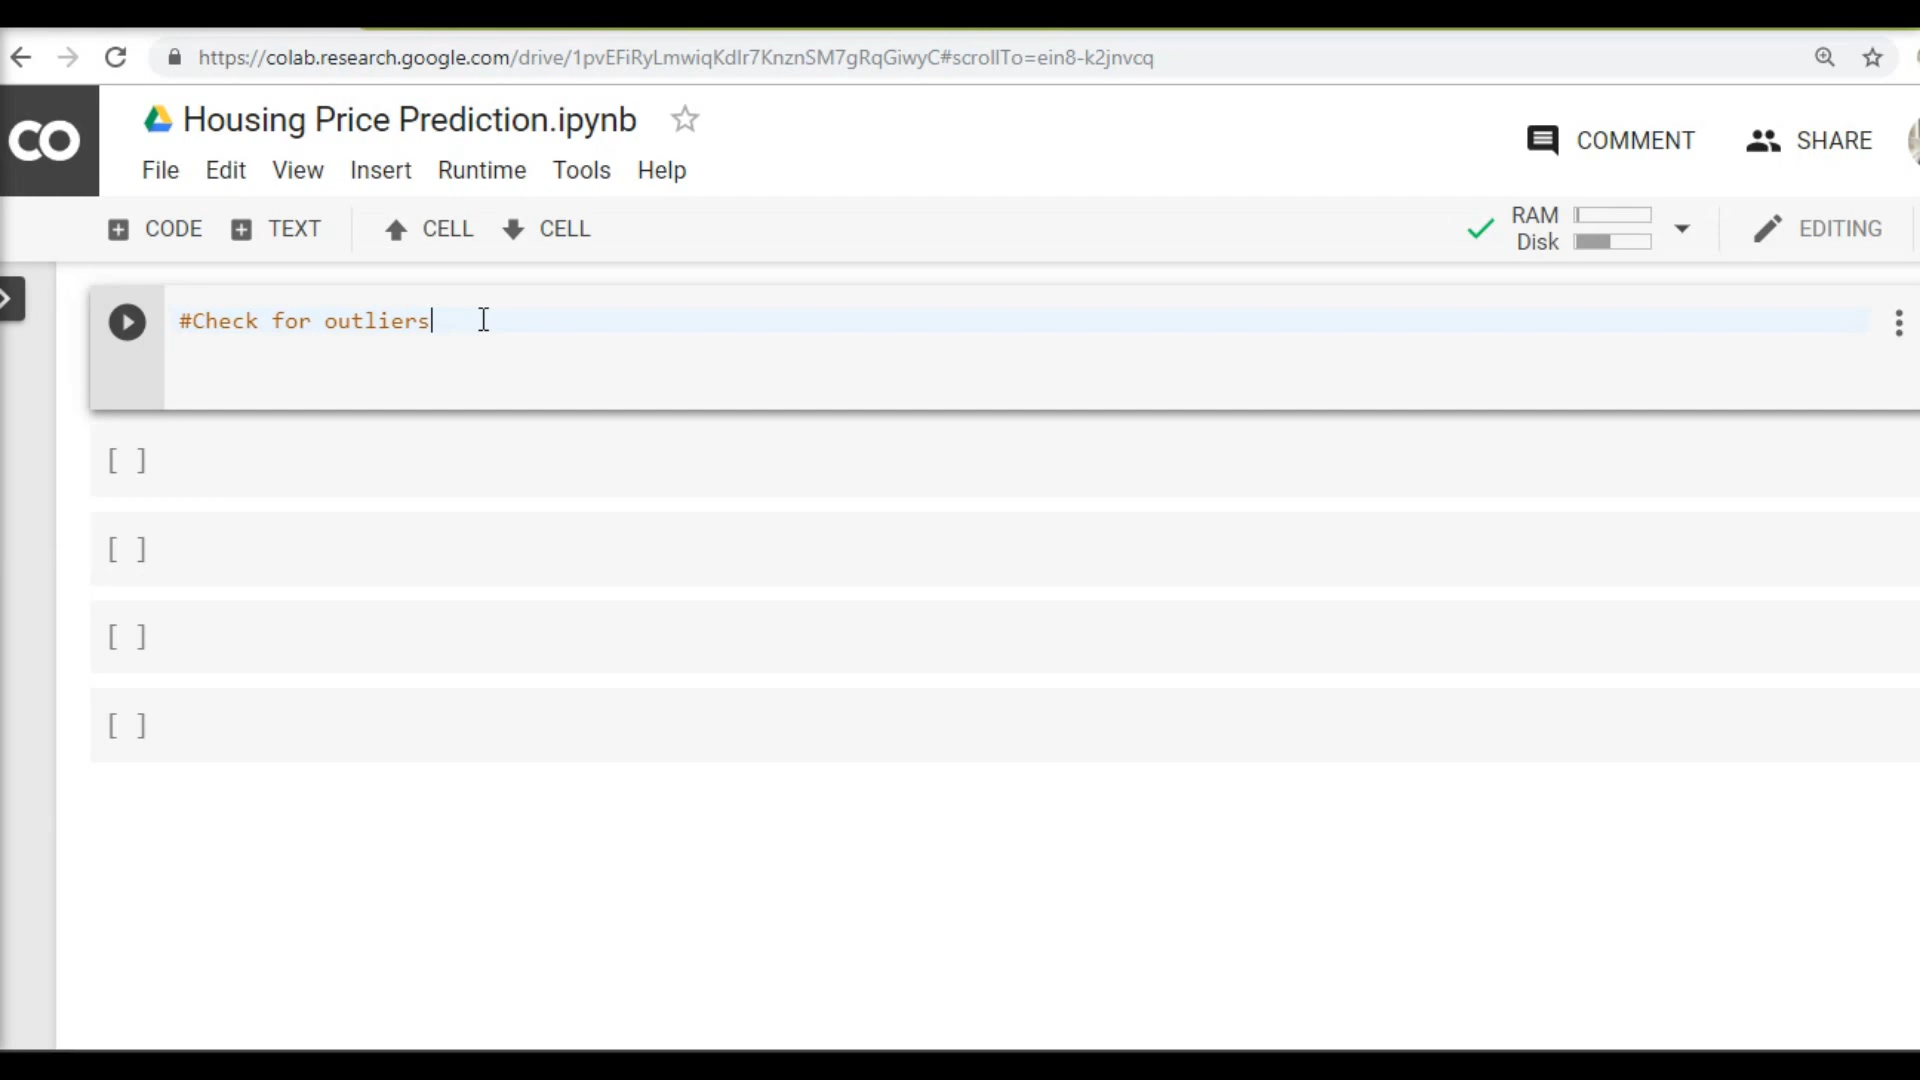 https://colab.research.google.com/drive/1pvEFiRyLmwiqKdIr7KnznSM7gRqGiwyC#scrollTo=ein8-k2jnvcq
CO
Housing Price Prediction.ipynb
COMMENT
SHARE
File Edit View Insert Runtime Tools Help
CODE TEXT CELL CELL
RAM
Disk
EDITING
#Check for outliers
[ ]
[ ]
[ ]
[ ]